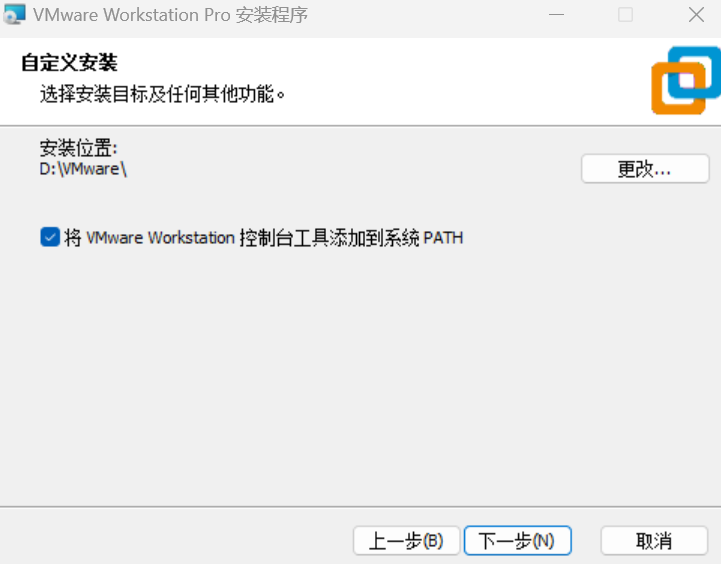 VMware Workstation Pro 安装程序
自定义安装
选择安装目标及任何其他功能。
安装位置:
D:\VMware\
更改...
将 VMware Workstation 控制台工具添加到系统 PATH
上一步(B) 下一步(N) 取消